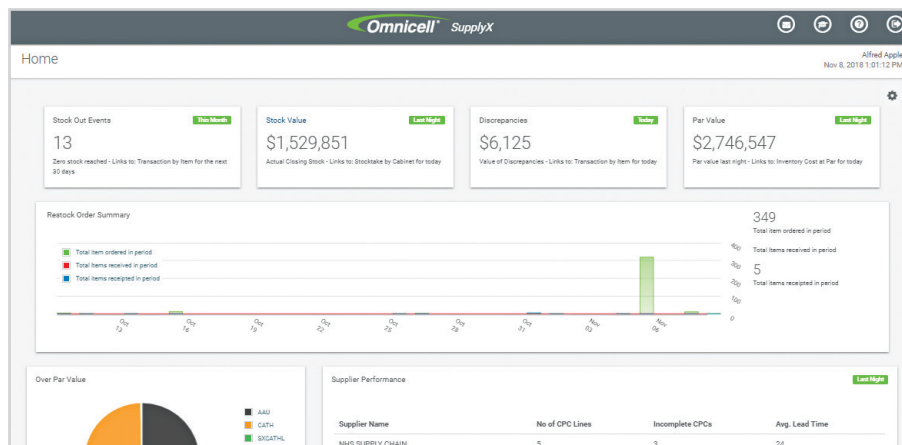 Omnicell® SupplyX
Home
Alfred Apple
Nov 8, 2018 1:01:12 PM
Stock Out Events
This Month
13
Zero stock reached - Links to: Transaction by Item for the next
30 days
Stock Value
Last Night
$1,529,851
Actual Closing Stock - Links to: Stocktake by Cabinet for today
Discrepancies
Today
$6,125
Value of Discrepancies - Links to: Transaction by Item for today
Par Value
Last Night
$2,746,547
Par value last night - Links to: Inventory Cost at Par for today
Restock Order Summary
Total item ordered in period
Total items received in period
Total items receipted in period
400
300
200
100
0
Oct 13
Oct 16
Oct 19
Oct 22
Oct 25
Oct 28
Oct 31
Nov 03
Nov 06
349
Total item ordered in period
Total items received in period
5
Total items receipted in period
Over Par Value
AAU
CATH
SXCATHL
Supplier Performance
Last Night
Supplier Name No of CPC Lines Incomplete CPCs Avg. Lead Time
NHS SUPPLY CHAIN 5 3 24